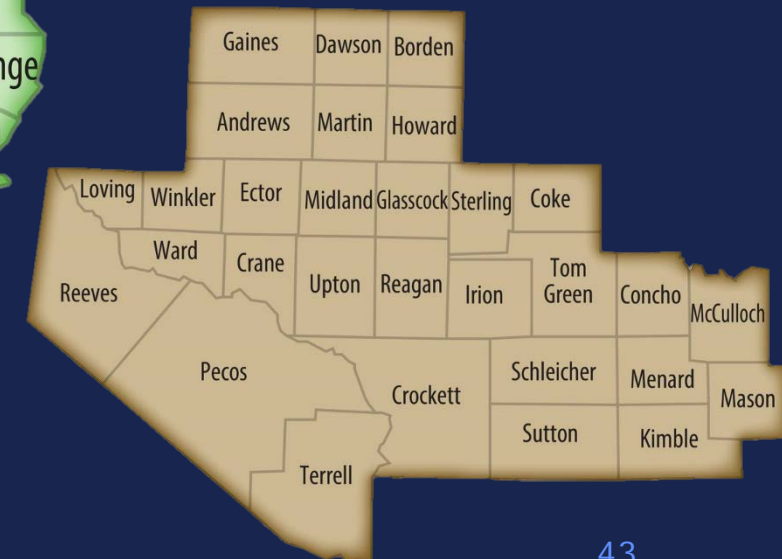 nge
Gaines Dawson Borden
Andrews Martin Howard
Loving Winkler Ector Midland Glasscock Sterling Coke
Ward Crane
Reeves Upton Reagan Irion Tom
Green Concho McCulloch
Pecos Crockett Schleicher Menard Mason
Sutton Kimble
Terrell
43